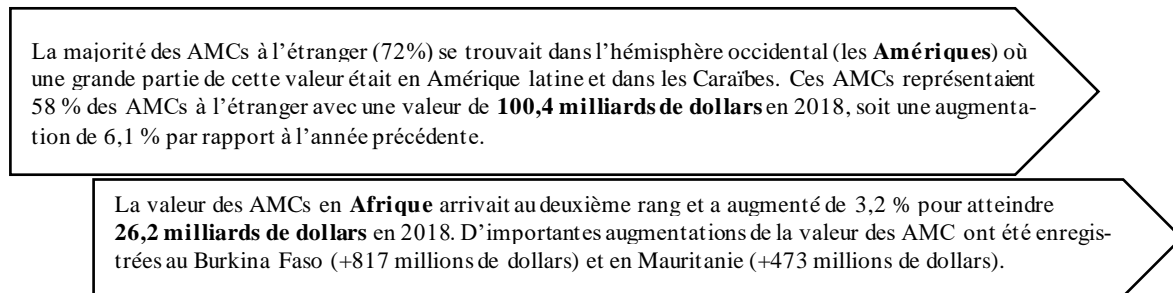 La majorité des AMCs à l’étranger (72%) se trouvait dans l’hémisphère occidental (les Amériques) où
une grande partie de cette valeur était en Amérique latine et dans les Caraïbes. Ces AMCs représentaient
58 % des AMCs à l’étranger avec une valeur de 100,4 milliards de dollars en 2018, soit une augmenta-
tion de 6,1 % par rapport à l’année précédente.
La valeur des AMCs en Afrique arrivait au deuxième rang et a augmenté de 3,2 % pour atteindre
26,2 milliards de dollars en 2018. D’importantes augmentations de la valeur des AMC ont été enregis-
trées au Burkina Faso (+817 millions de dollars) et en Mauritanie (+473 millions de dollars).